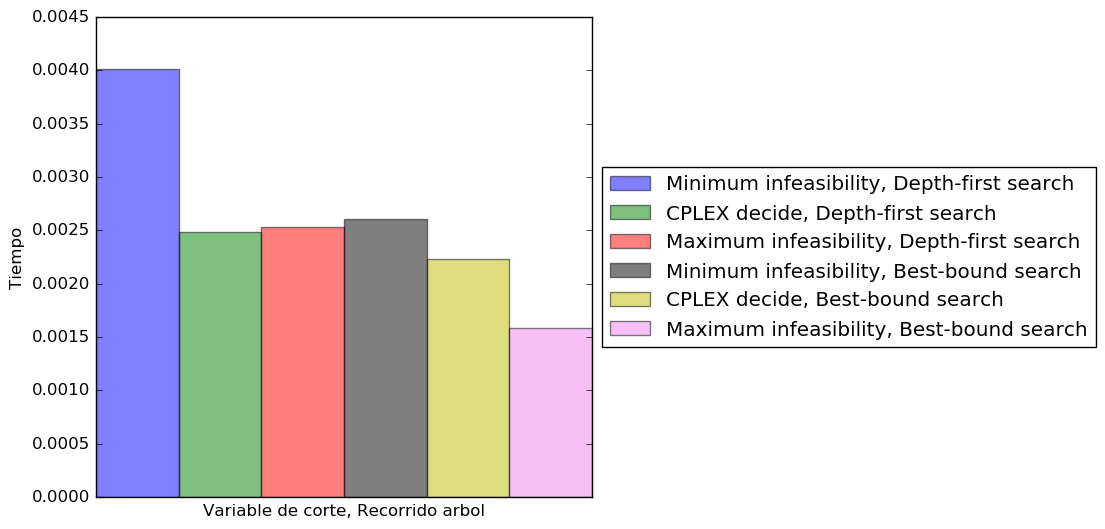 0.0045
0.0040
0.0035
0.0030
0.0025
0.0020
0.0015
0.0010
0.0005
0.0000
Tiempo
Variable de corte, Recorrido arbol
Minimum infeasibility, Depth-first search
CPLEX decide, Depth-first search
Maximum infeasibility, Depth-first search
Minimum infeasibility, Best-bound search
CPLEX decide, Best-bound search
Maximum infeasibility, Best-bound search